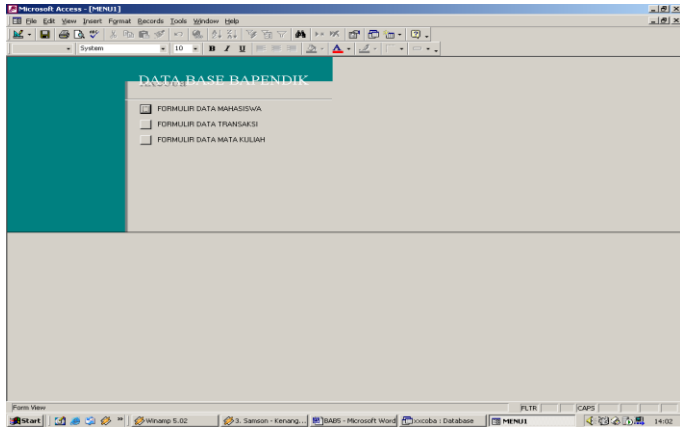 Microsoft Access - [MENU1]
File Edit View Insert Format Records Tools Window Help
System 10 B I U
DATA BASE BAPENDIK
FORMULIR DATA MAHASISWA
FORMULIR DATA TRANSAKSI
FORMULIR DATA MATA KULIAH
Form View FLTR CAPS
Start Winamp 5.02 3. Samson - Kenang... BAB5 - Microsoft Word : Database MENU1 14:02